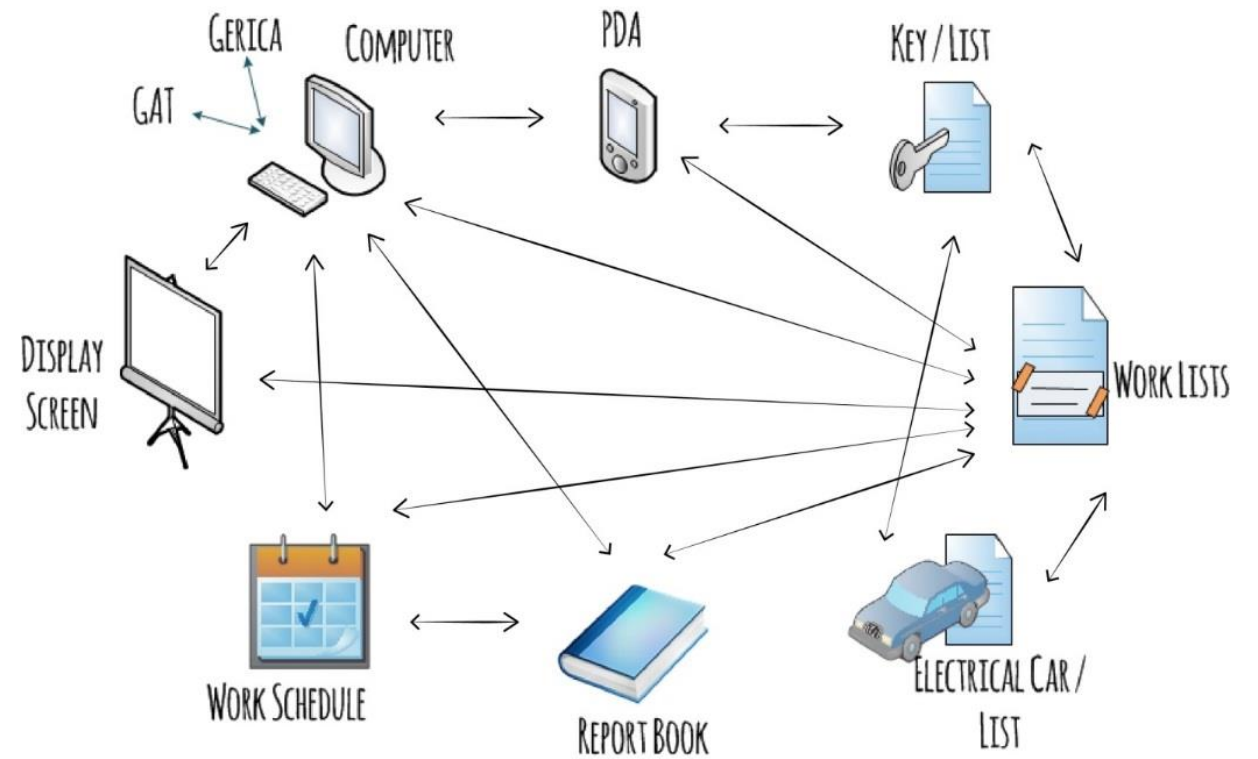 GERICA
COMPUTER
PDA
KEY / LIST
GAT
DISPLAY
SCREEN
WORK LISTS
WORK SCHEDULE
REPORT BOOK
ELECTRICAL CAR /
LIST